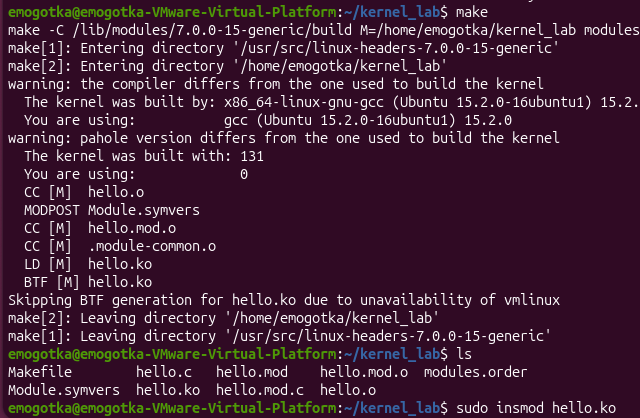 emogotka@emogotka-VMware-Virtual-Platform:~/kernel_lab$ make
make -C /lib/modules/7.0.0-15-generic/build M=/home/emogotka/kernel_lab modules
make[1]: Entering directory '/usr/src/linux-headers-7.0.0-15-generic'
make[2]: Entering directory '/home/emogotka/kernel_lab'
warning: the compiler differs from the one used to build the kernel
  The kernel was built by: x86_64-linux-gnu-gcc (Ubuntu 15.2.0-16ubuntu1) 15.2.
  You are using:           gcc (Ubuntu 15.2.0-16ubuntu1) 15.2.0
warning: pahole version differs from the one used to build the kernel
  The kernel was built with: 131
  You are using:             0
  CC [M]  hello.o
  MODPOST Module.symvers
  CC [M]  hello.mod.o
  CC [M]  .module-common.o
  LD [M]  hello.ko
  BTF [M] hello.ko
Skipping BTF generation for hello.ko due to unavailability of vmlinux
make[2]: Leaving directory '/home/emogotka/kernel_lab'
make[1]: Leaving directory '/usr/src/linux-headers-7.0.0-15-generic'
emogotka@emogotka-VMware-Virtual-Platform:~/kernel_lab$ ls
Makefile        hello.c   hello.mod    hello.mod.o  modules.order
Module.symvers  hello.ko  hello.mod.c  hello.o
emogotka@emogotka-VMware-Virtual-Platform:~/kernel_lab$ sudo insmod hello.ko